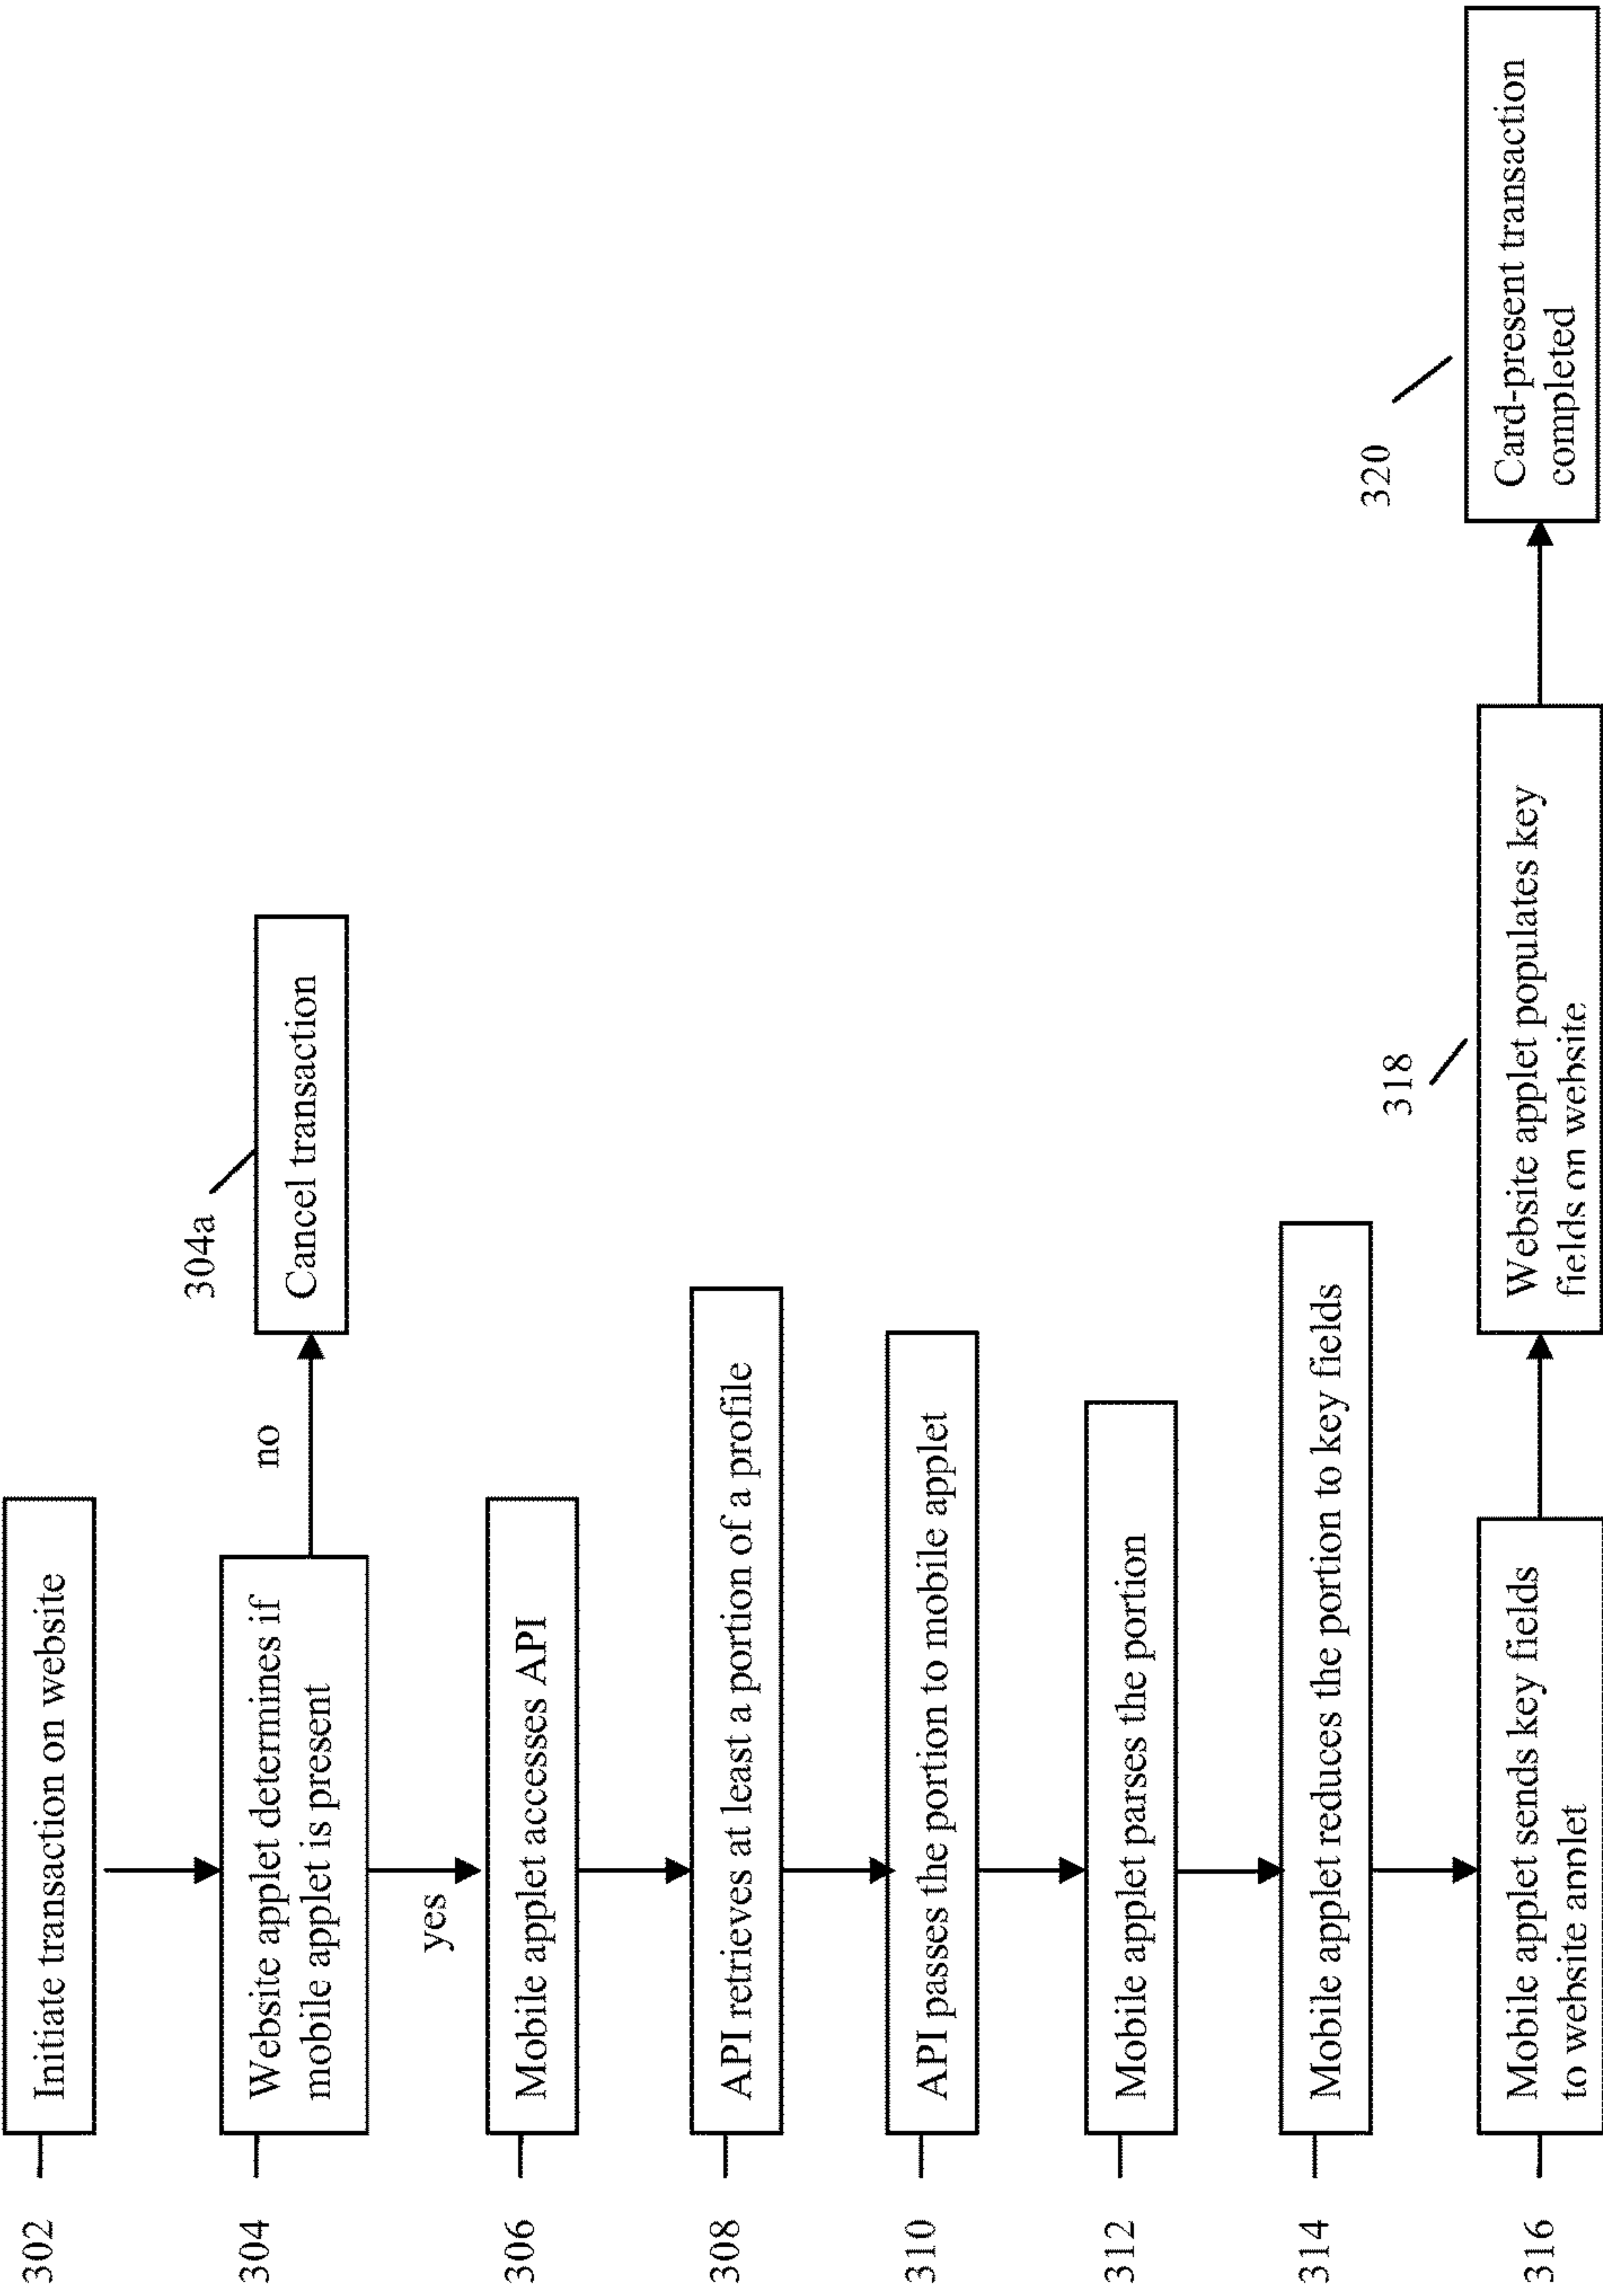 302
Initiate transaction on website
304
Website applet determines if
mobile applet is present
no
304a
Cancel transaction
yes
306
Mobile applet accesses API
308
API retrieves at least a portion of a profile
310
API passes the portion to mobile applet
312
Mobile applet parses the portion
314
Mobile applet reduces the portion to key fields
316
Mobile applet sends key fields
to website applet
318
Website applet populates key
fields on website
320
Card-present transaction
completed